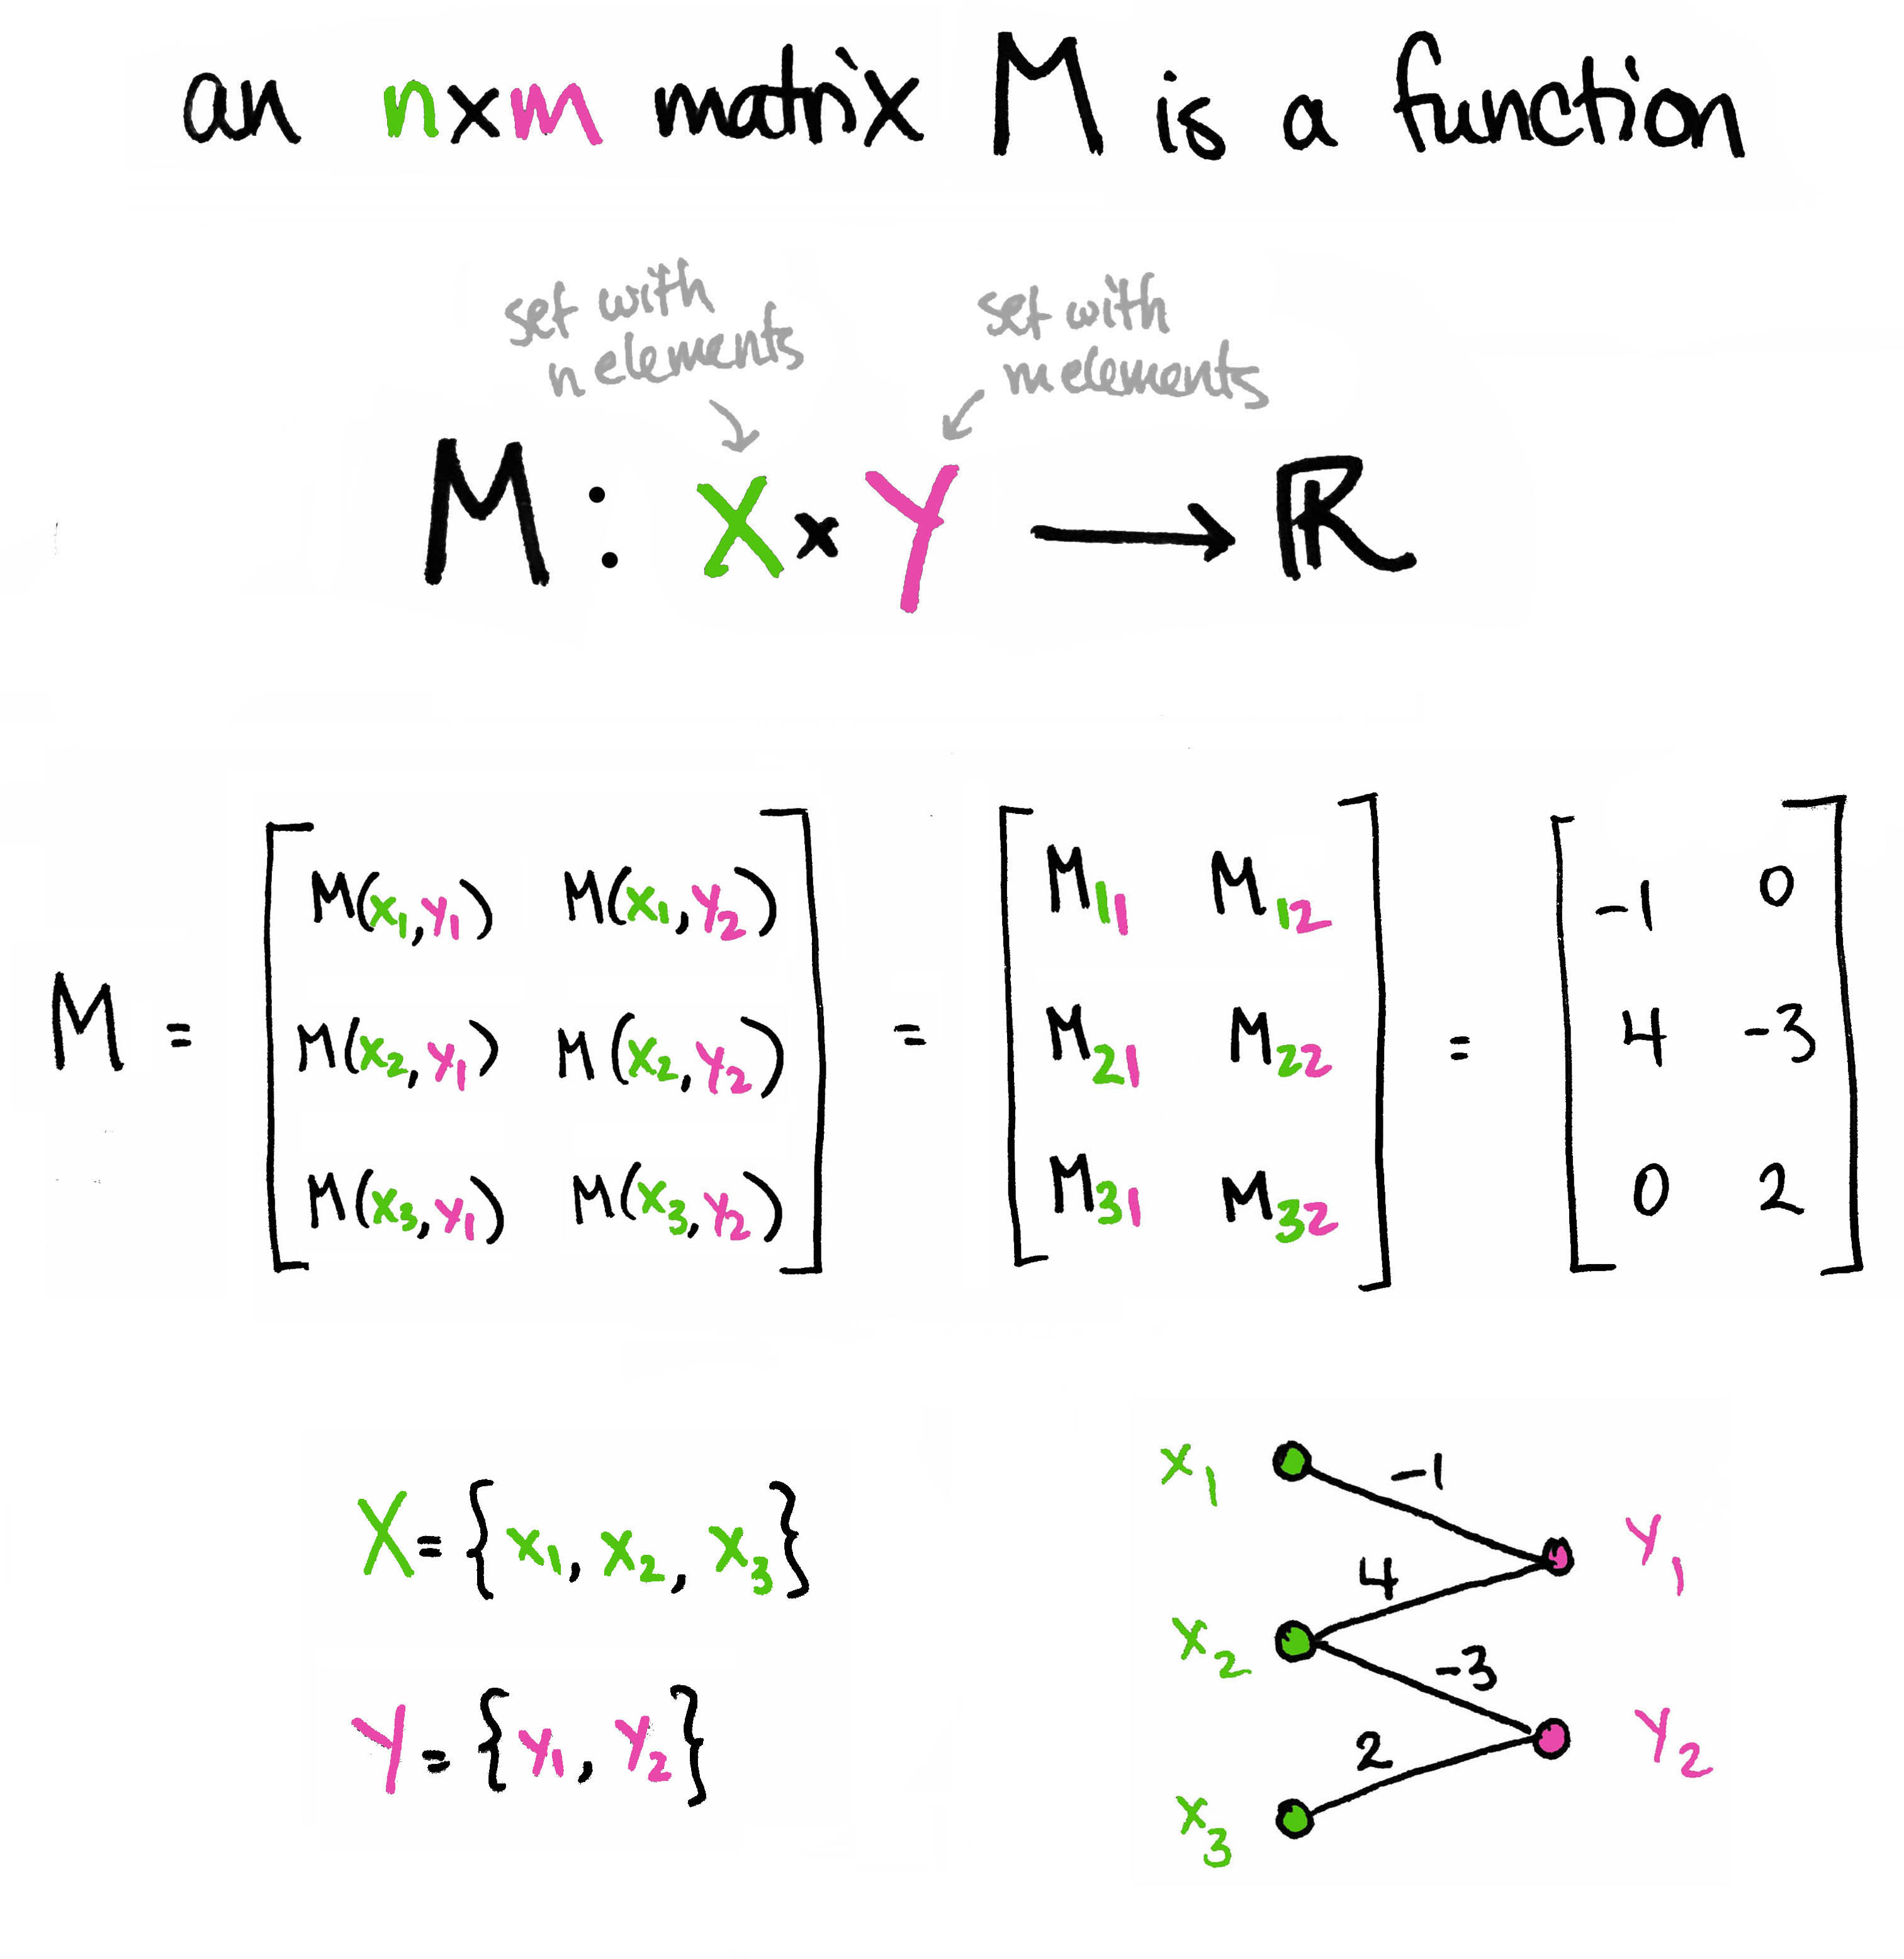 an n×m matrix M is a function
set with
n elements
set with
m elements
M : X × Y → ℝ
M = [ M(x₁,y₁) M(x₁,y₂) ] = [ M₁₁ M₁₂ ] = [ -1 0 ]
[ M(x₂,y₁) M(x₂,y₂) ] [ M₂₁ M₂₂ ] [ 4 -3 ]
[ M(x₃,y₁) M(x₃,y₂) ] [ M₃₁ M₃₂ ] [ 0 2 ]
X = {x₁, x₂, x₃}
Y = {y₁, y₂}
x₁ -1
y₁
4
x₂ -3
y₂
2
x₃